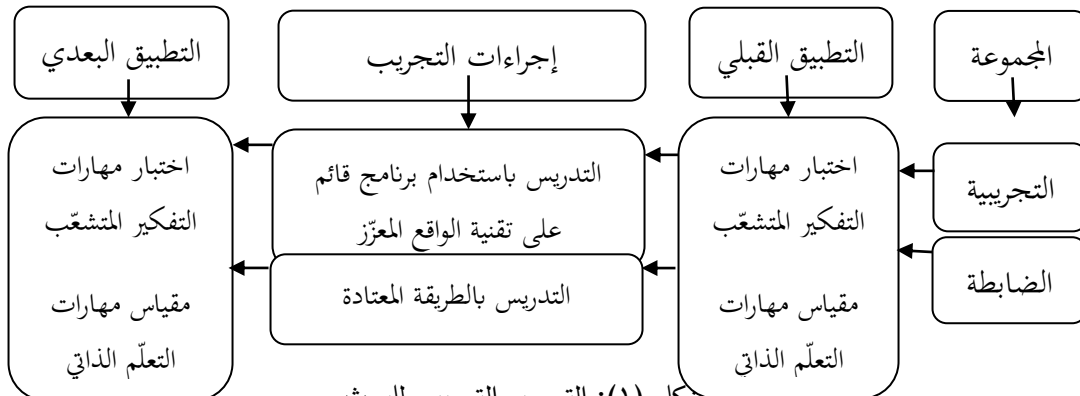 المجموعة
التطبيق القبلي
إجراءات التجريب
التطبيق البعدي
التجريبية
الضابطة
اختبار مهارات
التفكير المتشعّب
مقياس مهارات
التعلّم الذاتي
التدريس باستخدام برنامج قائم
على تقنية الواقع المعزّز
التدريس بالطريقة المعتادة
اختبار مهارات
التفكير المتشعّب
مقياس مهارات
التعلّم الذاتي
(١):